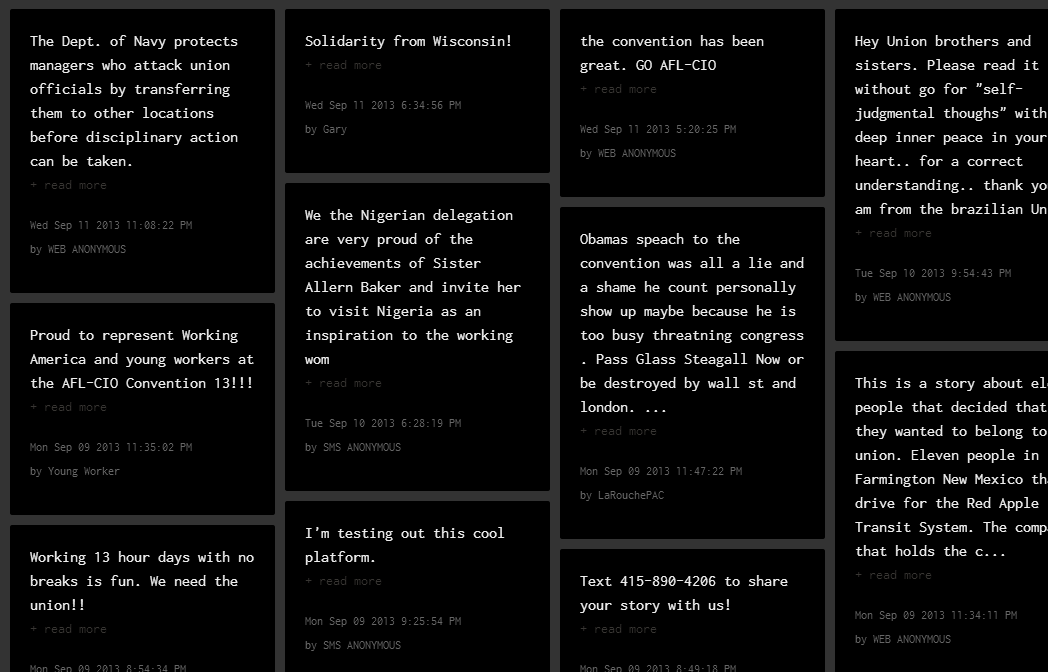 The Dept. of Navy protects
managers who attack union
officials by transferring
them to other locations
before disciplinary action
can be taken.
+ read more
Wed Sep 11 2013 11:08:22 PM
by WEB ANONYMOUS
Proud to represent Working
America and young workers at
the AFL-CIO Convention 13!!!
+ read more
Mon Sep 09 2013 11:35:02 PM
by Young Worker
Working 13 hour days with no
breaks is fun. We need the
union!!
+ read more
Mon Sep 09 2013 8:54:34 PM
Solidarity from Wisconsin!
+ read more
Wed Sep 11 2013 6:34:56 PM
by Gary
We the Nigerian delegation
are very proud of the
achievements of Sister
Allern Baker and invite her
to visit Nigeria as an
inspiration to the working
wom
+ read more
Tue Sep 10 2013 6:28:19 PM
by SMS ANONYMOUS
I'm testing out this cool
platform.
+ read more
Mon Sep 09 2013 9:25:54 PM
by SMS ANONYMOUS
the convention has been
great. GO AFL-CIO
+ read more
Wed Sep 11 2013 5:20:25 PM
by WEB ANONYMOUS
Obamas speach to the
convention was all a lie and
a shame he count personally
show up maybe because he is
too busy threatning congress
. Pass Glass Steagall Now or
be destroyed by wall st and
london. ...
+ read more
Mon Sep 09 2013 11:47:22 PM
by LaRouchePAC
Text 415-890-4206 to share
your story with us!
+ read more
Mon Sep 09 2013 8:49:18 PM
Hey Union brothers and
sisters. Please read it
without go for "self-
judgmental thoughs" with
deep inner peace in your
heart.. for a correct
understanding.. thank
am from the brazilian
+ read more
Tue Sep 10 2013 9:54:43 PM
by WEB ANONYMOUS
This is a story about
people that decided that
they wanted to belong to
union. Eleven people in
Farmington New Mexico
drive for the Red Apple
Transit System. The
that holds the c...
+ read more
Mon Sep 09 2013 11:34:11 PM
by WEB ANONYMOUS